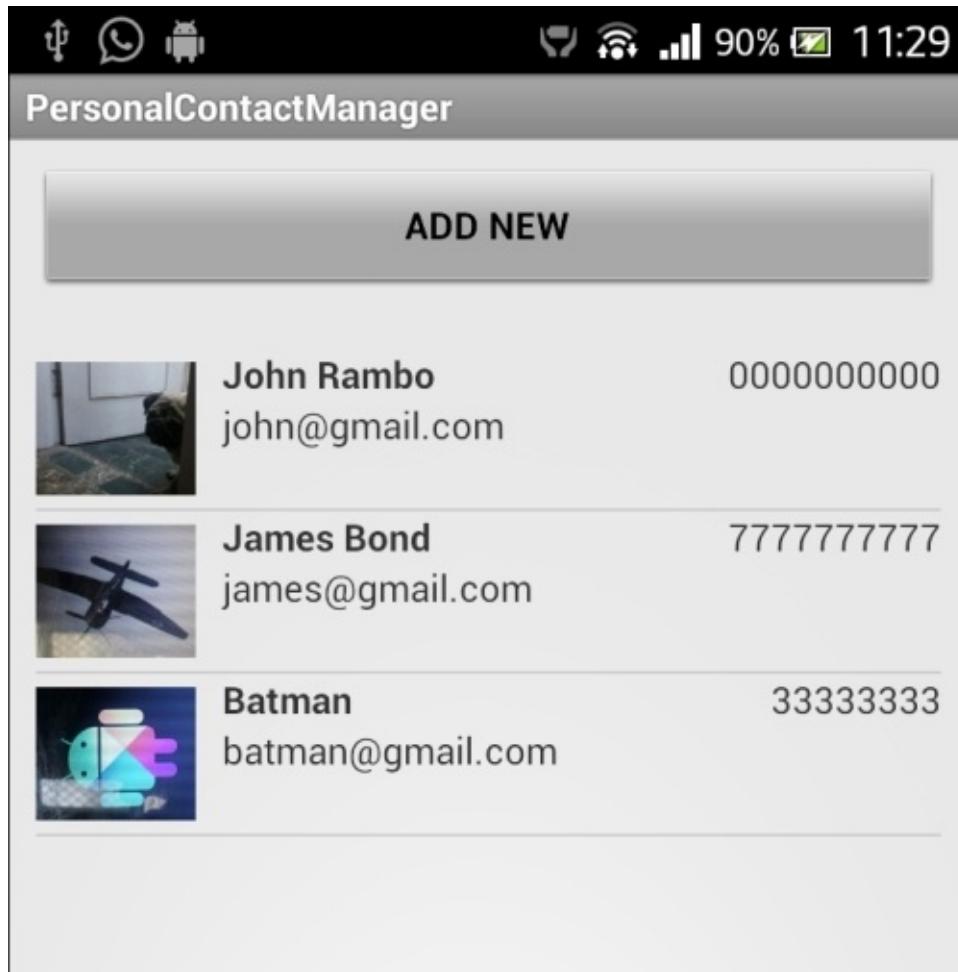 90% 11:29
PersonalContactManager
ADD NEW
John Rambo 0000000000
john@gmail.com
James Bond 7777777777
james@gmail.com
Batman 33333333
batman@gmail.com